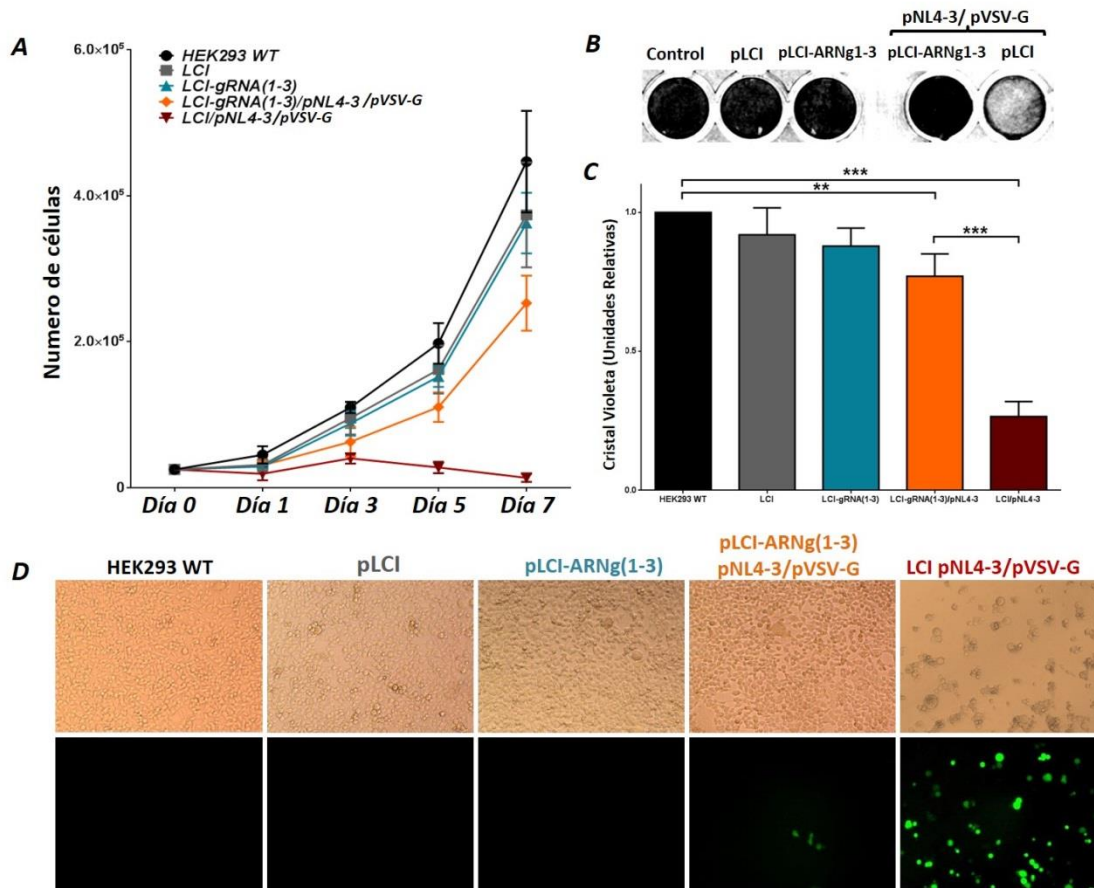 A
6.0×10⁵
4.0×10⁵
2.0×10⁵
0
Numero de células
HEK293 WT
LCI
LCI-gRNA(1-3)
LCI-gRNA(1-3)/pNL4-3/pVSV-G
LCI/pNL4-3/pVSV-G
Día 0 Día 1 Día 3 Día 5 Día 7
B
pNL4-3/ pVSV-G
Control pLCI pLCI-ARNg1-3 pLCI-ARNg1-3 pLCI
C
***
**
***
1.0
0.5
0.0
Cristal Violeta (Unidades Relativas)
HEK293 WT LCI LCI-gRNA(1-3) LCI-gRNA(1-3)/pNL4-3 LCI/pNL4-3
D
HEK293 WT
pLCI
pLCI-ARNg(1-3)
pLCI-ARNg(1-3)
pNL4-3/pVSV-G
LCI pNL4-3/pVSV-G